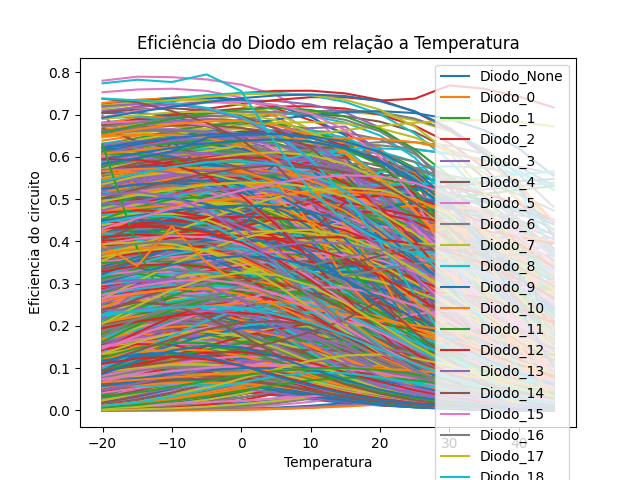 Eficiência do Diodo em relação a Temperatura
Eficiencia do circuito
0.8
0.7
0.6
0.5
0.4
0.3
0.2
0.1
0.0
−20
−10
0
10
20
30
40
Temperatura
Diodo_None
Diodo_0
Diodo_1
Diodo_2
Diodo_3
Diodo_4
Diodo_5
Diodo_6
Diodo_7
Diodo_8
Diodo_9
Diodo_10
Diodo_11
Diodo_12
Diodo_13
Diodo_14
Diodo_15
Diodo_16
Diodo_17
Diodo_18